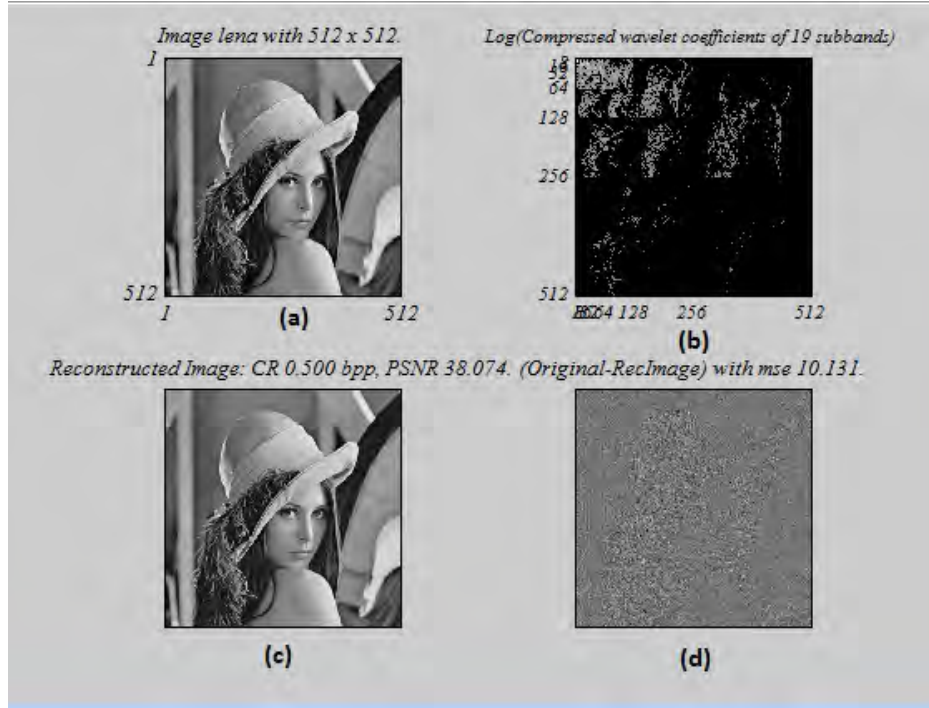 Image lena with 512 x 512.
1
512
1
512
(a)
Log(Compressed wavelet coefficients of 19 subbands)
64
128
256
512
64 128
256
512
(b)
Reconstructed Image: CR 0.500 bpp, PSNR 38.074. (Original-RecImage) with mse 10.131.
(c)
(d)